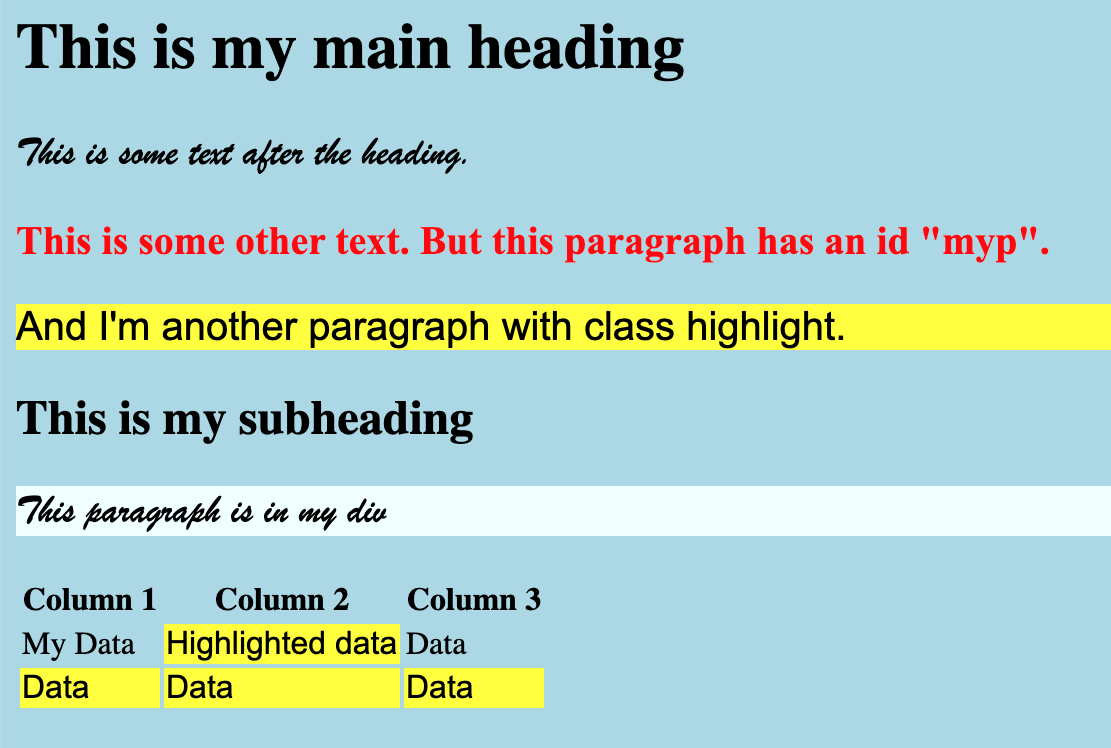 This is my main heading
This is some text after the heading.
This is some other text. But this paragraph has an id "myp".
And I'm another paragraph with class highlight.
This is my subheading
This paragraph is in my div
Column 1 Column 2 Column 3
My Data Highlighted data Data
Data Data Data